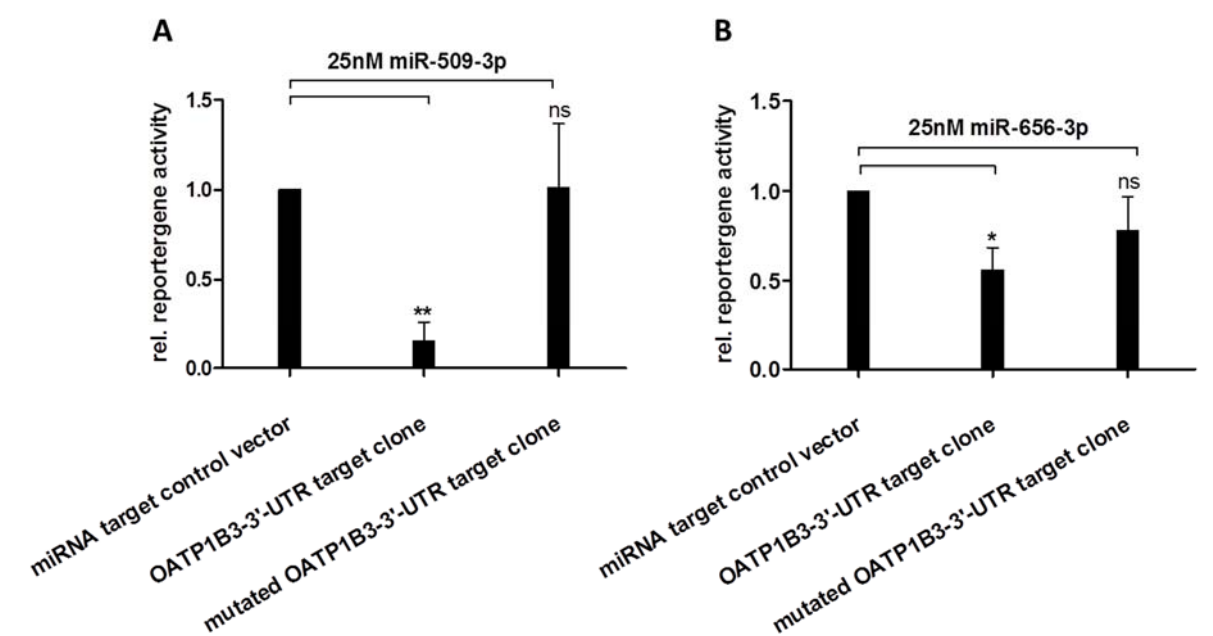 A
25nM miR-509-3p
rel. reportergene activity
1.5
1.0
0.5
0.0
**
ns
miRNA target control vector
OATP1B3-3'-UTR target clone
mutated OATP1B3-3'-UTR target clone
B
25nM miR-656-3p
rel. reportergene activity
1.5
1.0
0.5
0.0
*
ns
miRNA target control vector
OATP1B3-3'-UTR target clone
mutated OATP1B3-3'-UTR target clone